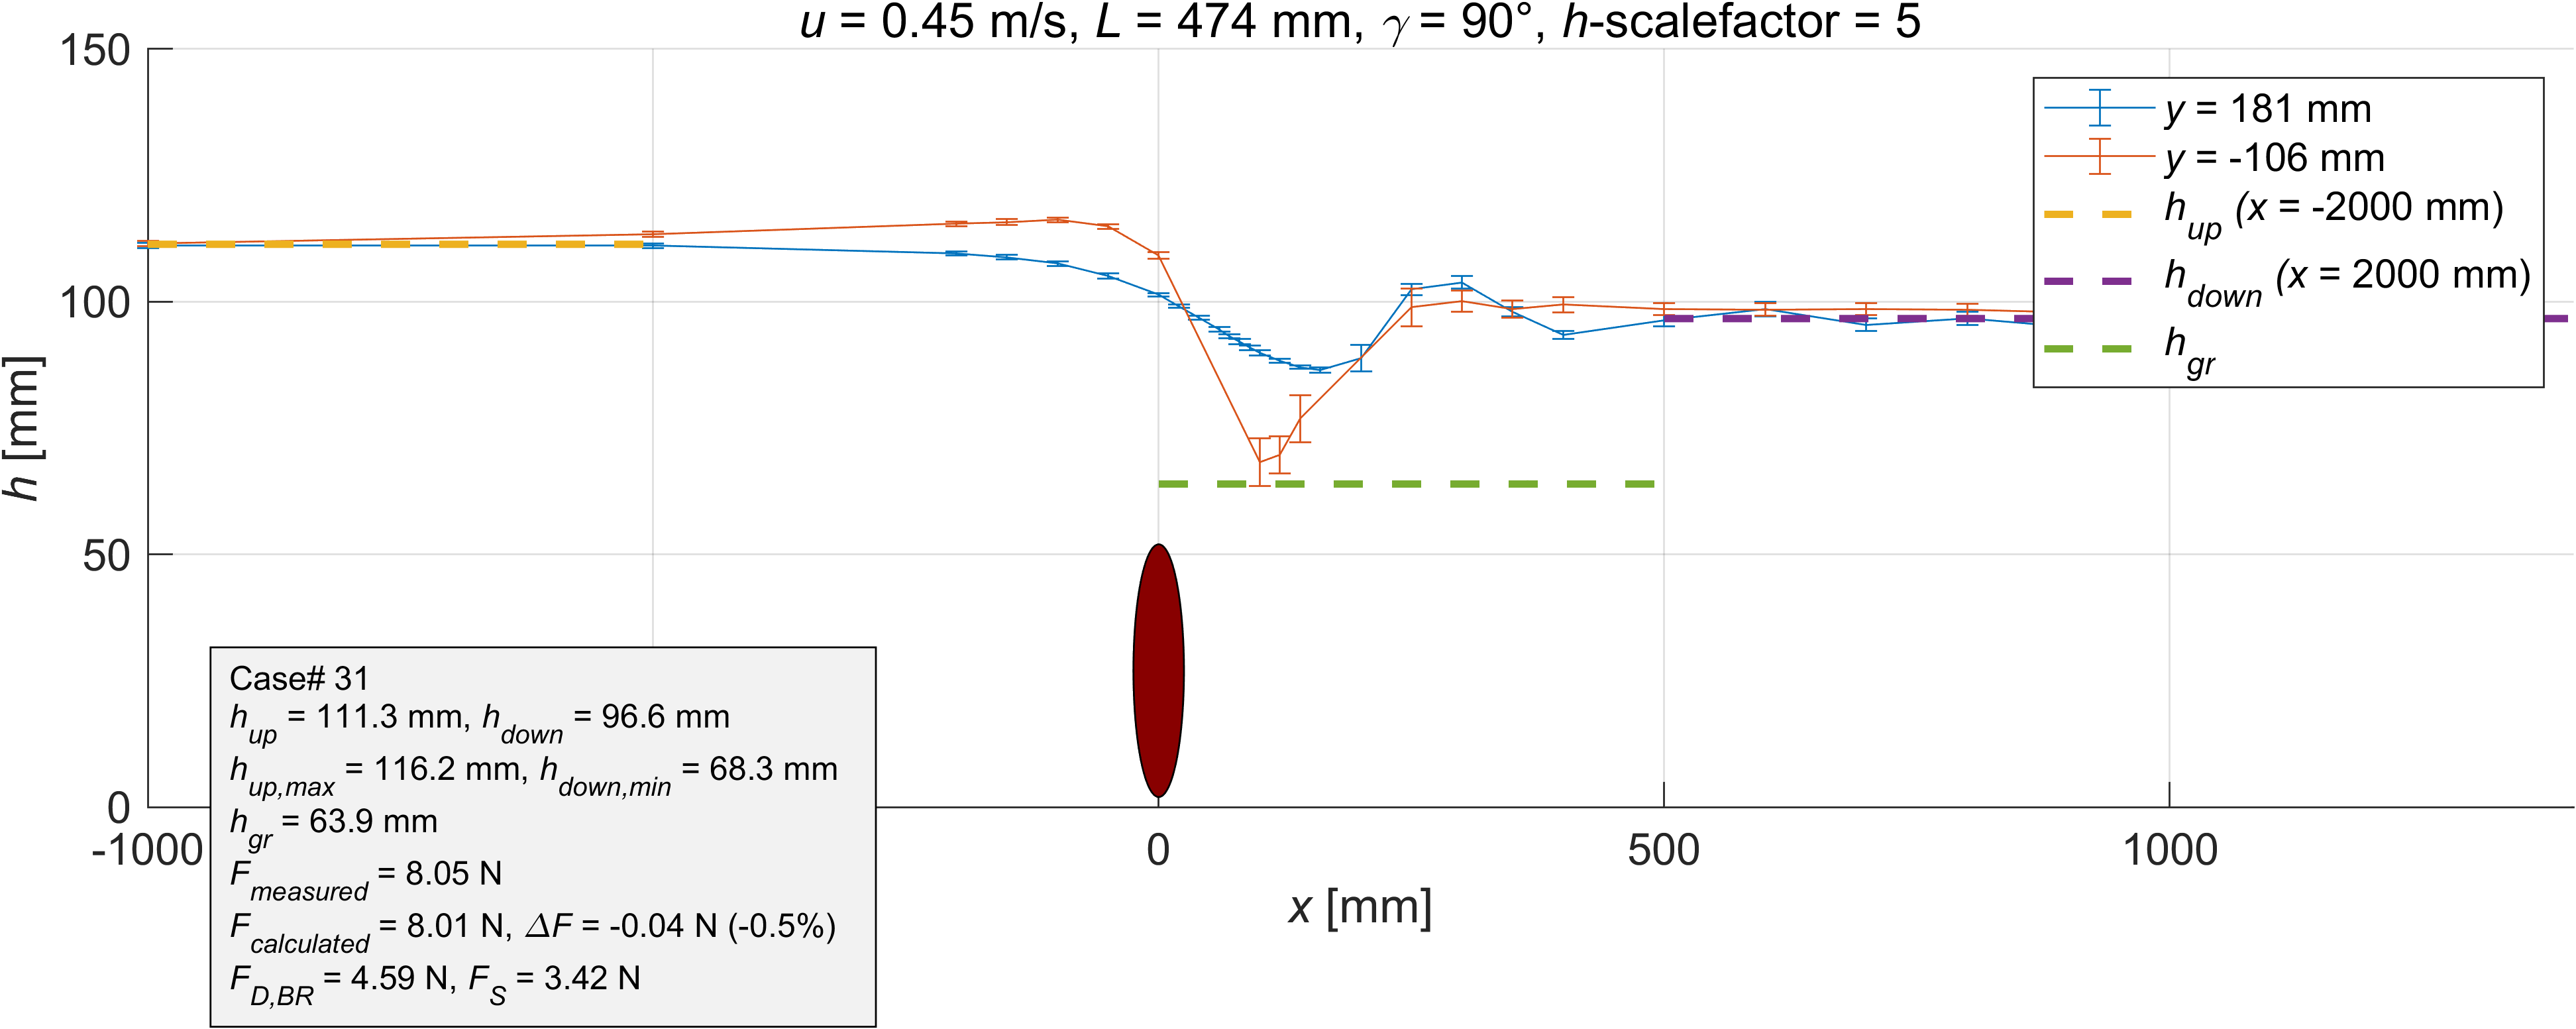 u = 0.45 m/s, L = 474 mm, γ = 90°, h-scalefactor = 5
150
100
50
0
h [mm]
-1000
0
500
1000
x [mm]
y = 181 mm
y = -106 mm
h_up (x = -2000 mm)
h_down (x = 2000 mm)
h_gr
Case# 31
h_up = 111.3 mm, h_down = 96.6 mm
h_up,max = 116.2 mm, h_down,min = 68.3 mm
h_gr = 63.9 mm
F_measured = 8.05 N
F_calculated = 8.01 N, ΔF = -0.04 N (-0.5%)
F_D,BR = 4.59 N, F_S = 3.42 N